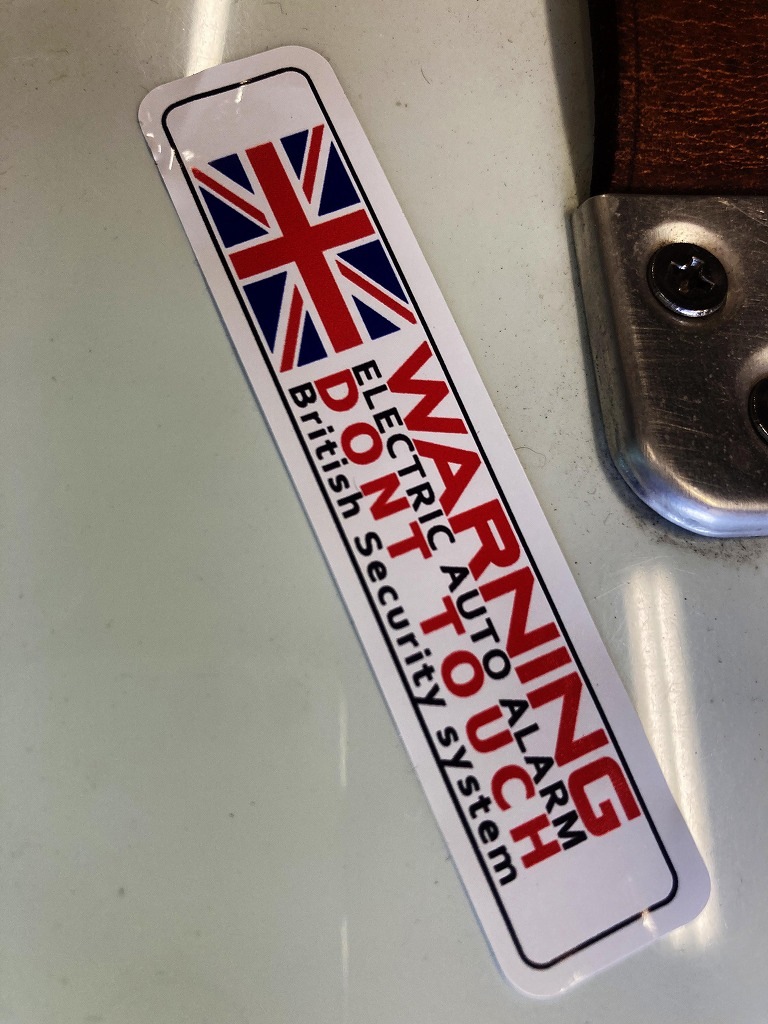 WARNING
ELECTRIC AUTO ALARM
DONT TOUCH
British Security system